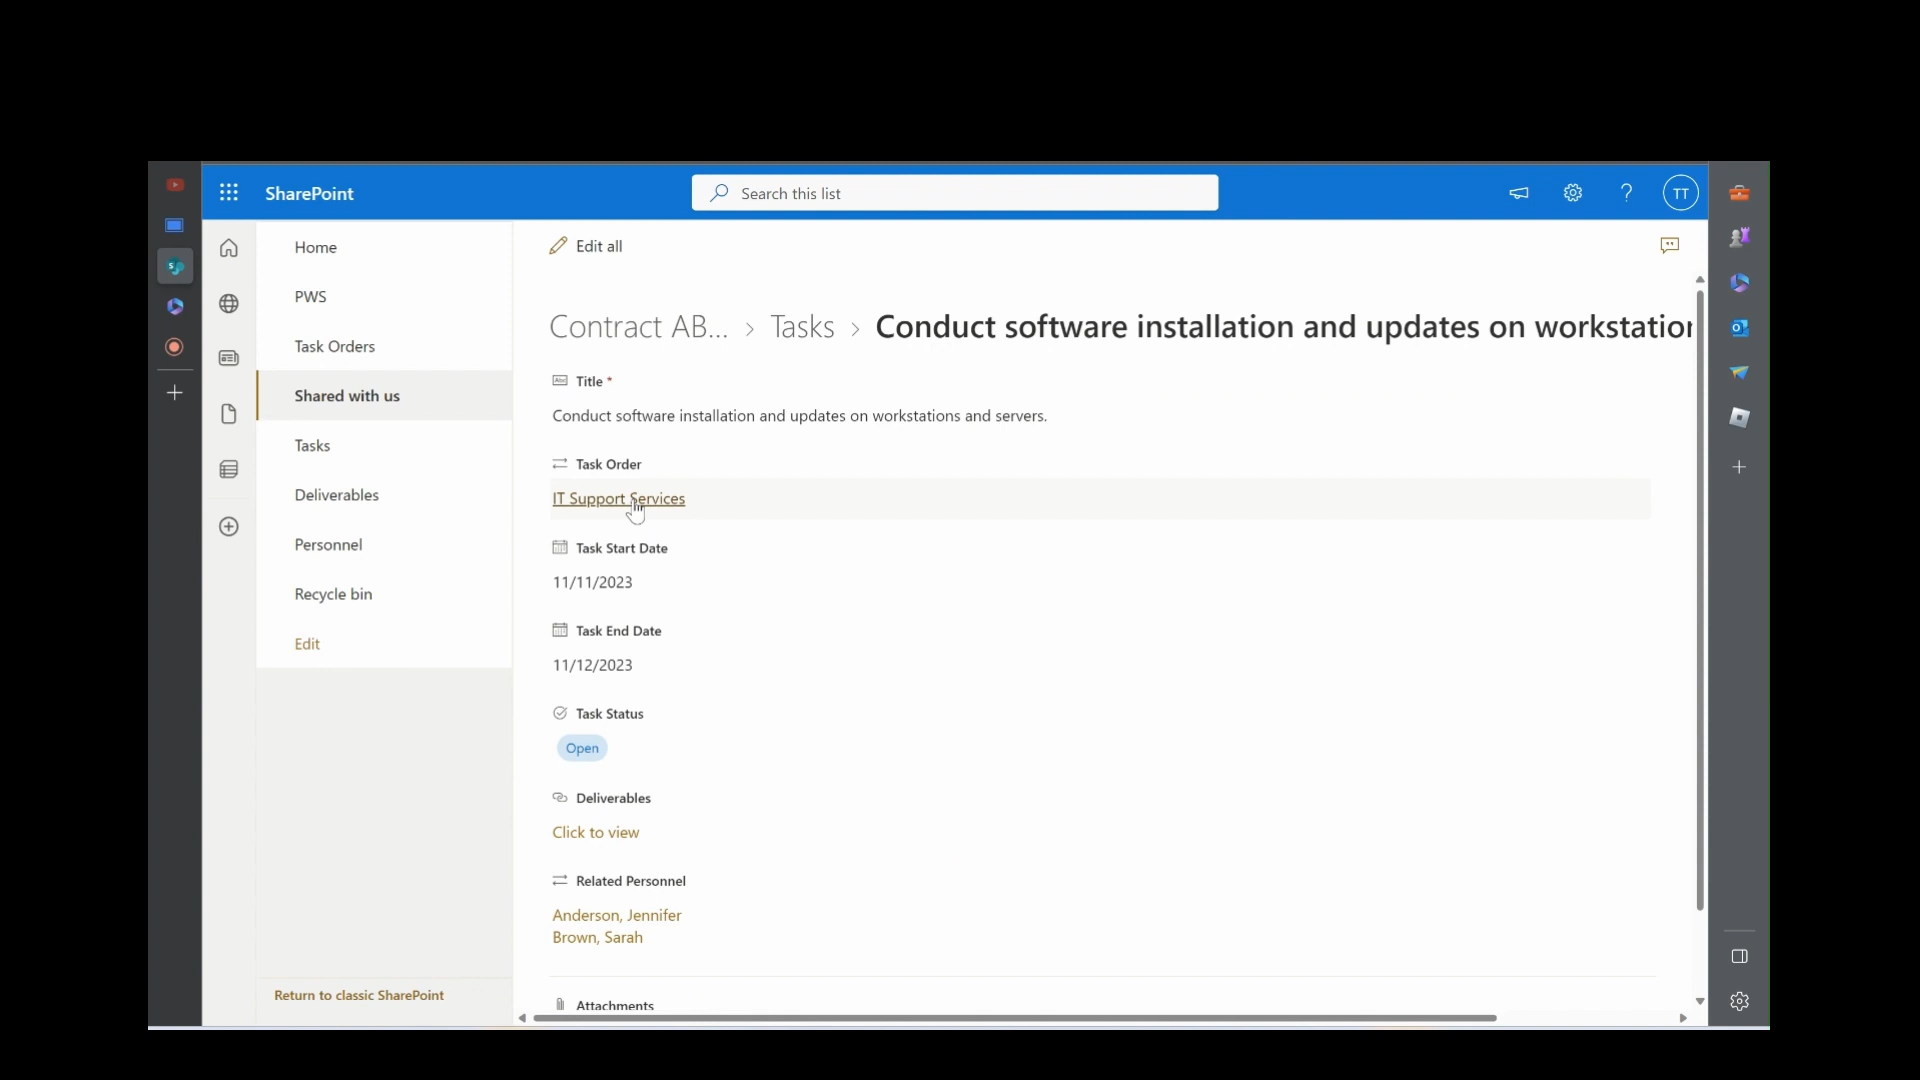 SharePoint
Search this list
?
TT
Home
PWS
Task Orders
Shared with us
Tasks
Deliverables
Personnel
Recycle bin
Edit
Return to classic SharePoint
Edit all
Contract AB... > Tasks > Conduct software installation and updates on workstation
Title *
Conduct software installation and updates on workstations and servers.
Task Order
IT Support Services
Task Start Date
11/11/2023
Task End Date
11/12/2023
Task Status
Open
Deliverables
Click to view
Related Personnel
Anderson, Jennifer
Brown, Sarah
Attachments